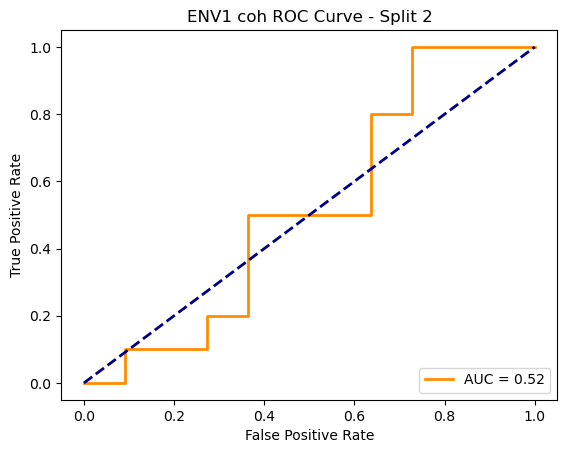 ENV1 coh ROC Curve - Split 2
1.0
0.8
0.6
0.4
0.2
0.0
True Positive Rate
AUC = 0.52
0.0 0.2 0.4 0.6 0.8 1.0
False Positive Rate